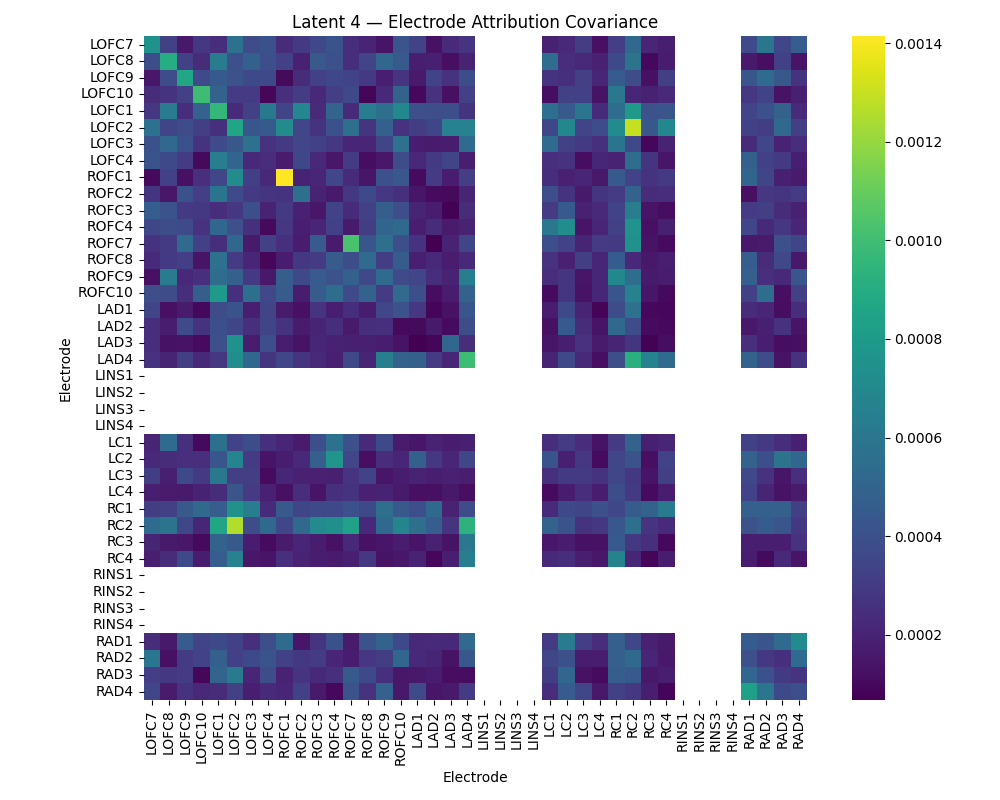 Latent 4 — Electrode Attribution Covariance
Electrode
LOFC7
LOFC8
LOFC9
LOFC10
LOFC1
LOFC2
LOFC3
LOFC4
ROFC1
ROFC2
ROFC3
ROFC4
ROFC7
ROFC8
ROFC9
ROFC10
LAD1
LAD2
LAD3
LAD4
LINS1
LINS2
LINS3
LINS4
LC1
LC2
LC3
LC4
RC1
RC2
RC3
RC4
RINS1
RINS2
RINS3
RINS4
RAD1
RAD2
RAD3
RAD4
LOFC7
LOFC8
LOFC9
LOFC10
LOFC1
LOFC2
LOFC3
LOFC4
ROFC1
ROFC2
ROFC3
ROFC4
ROFC7
ROFC8
ROFC9
ROFC10
LAD1
LAD2
LAD3
LAD4
LINS1
LINS2
LINS3
LINS4
LC1
LC2
LC3
LC4
RC1
RC2
RC3
RC4
RINS1
RINS2
RINS3
RINS4
RAD1
RAD2
RAD3
RAD4
Electrode
0.0014
0.0012
0.0010
0.0008
0.0006
0.0004
0.0002